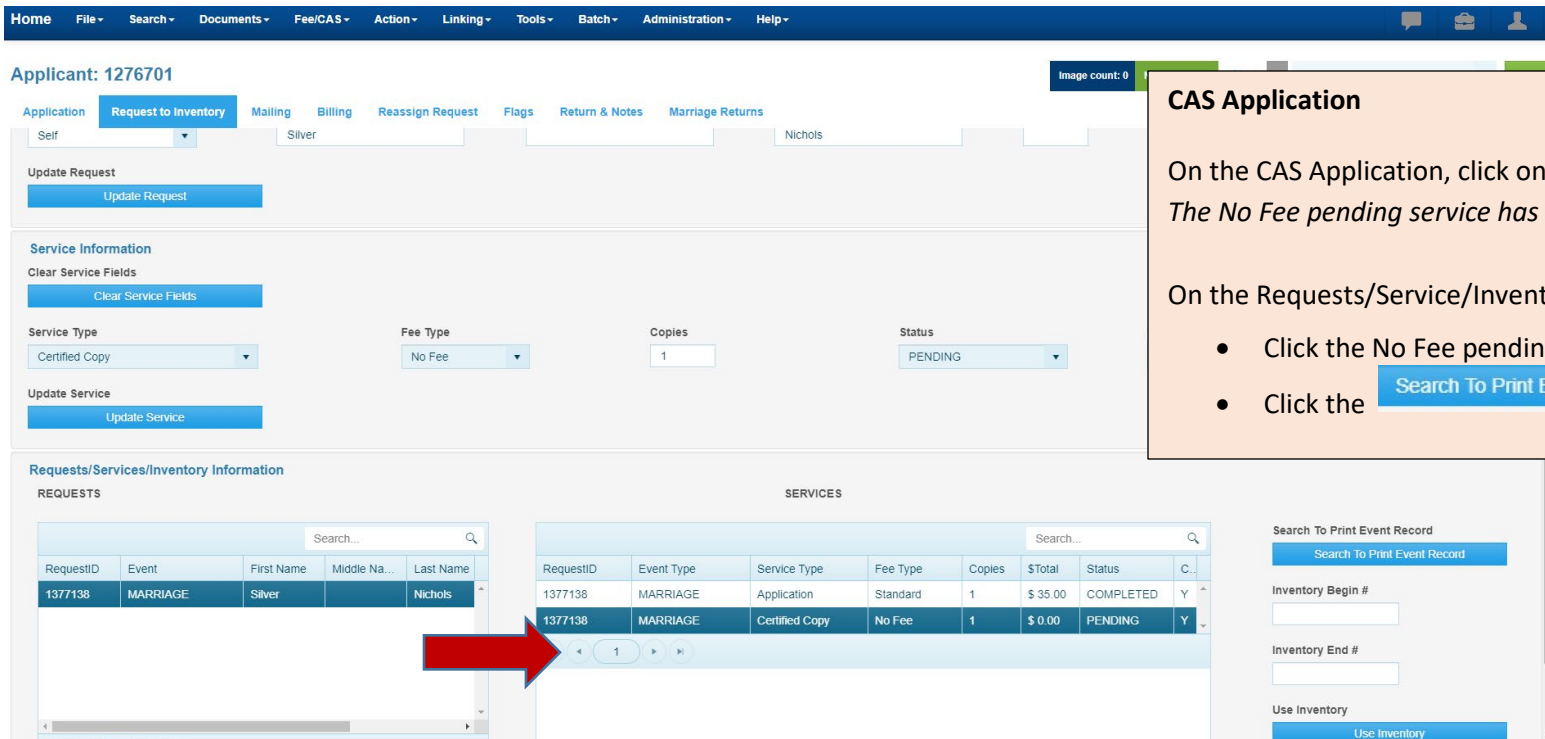 Home File Search Documents Fee/CAS Action Linking Tools Batch Administration Help
Applicant: 1276701
Image count: 0
Application Request to Inventory Mailing Billing Reassign Request Flags Return & Notes Marriage Returns
Self Silver Nichols
Update Request
Update Request
Service Information
Clear Service Fields
Clear Service Fields
Service Type Fee Type Copies Status
Certified Copy No Fee 1 PENDING
Update Service
Update Service
CAS Application
On the CAS Application, click on
The No Fee pending service has
On the Requests/Service/Invent
• Click the No Fee pendin
• Click the Search To Print E
Requests/Services/Inventory Information
REQUESTS SERVICES
Search...
RequestID Event First Name Middle Na... Last Name
1377138 MARRIAGE Silver Nichols
Search...
RequestID Event Type Service Type Fee Type Copies $Total Status C..
1377138 MARRIAGE Application Standard 1 $ 35.00 COMPLETED Y
1377138 MARRIAGE Certified Copy No Fee 1 $ 0.00 PENDING Y
1
Search To Print Event Record
Search To Print Event Record
Inventory Begin #
Inventory End #
Use Inventory
Use Inventory